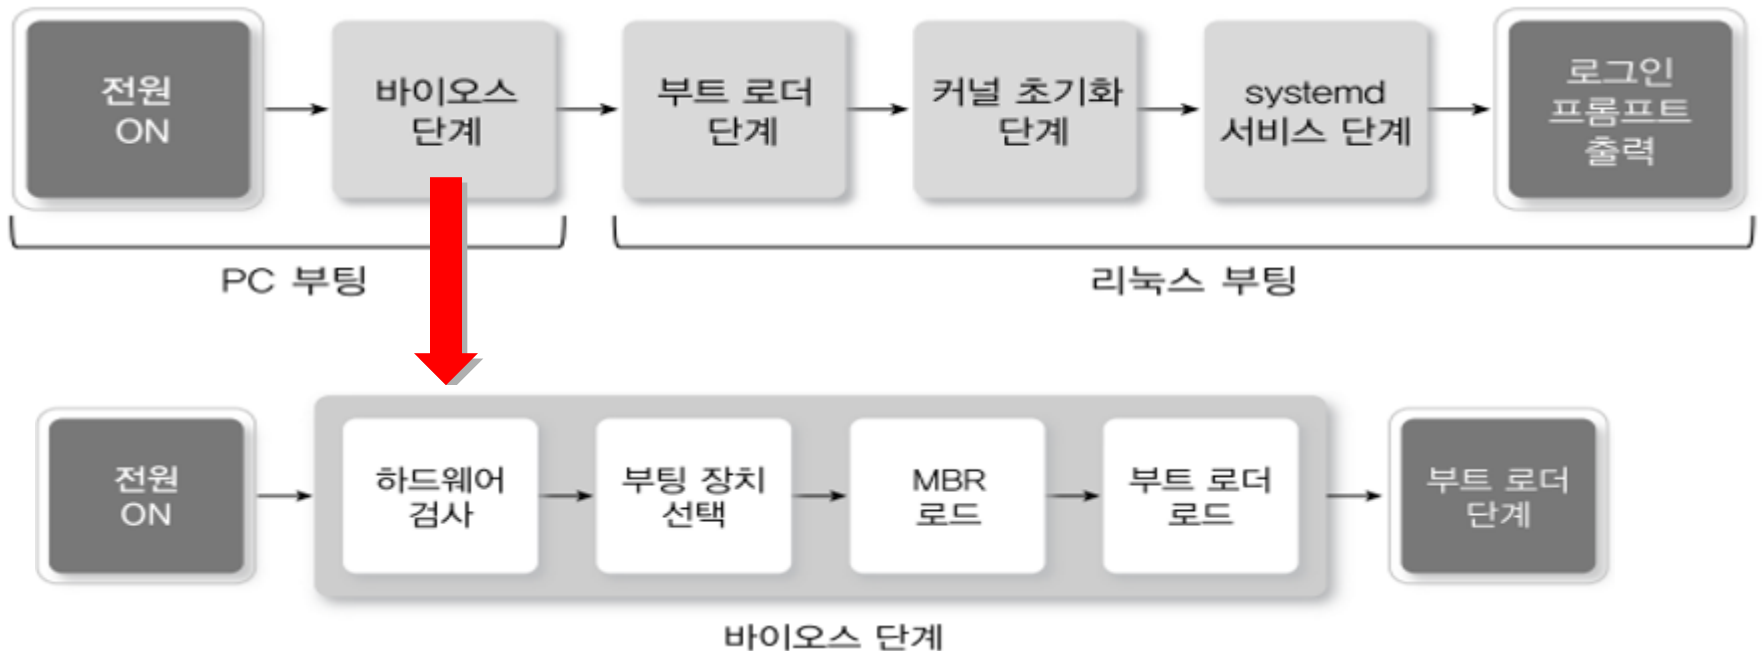 전원
ON
바이오스
단계
부트 로더
단계
커널 초기화
단계
systemd
서비스 단계
로그인
프롬프트
출력
PC 부팅
리눅스 부팅
전원
ON
하드웨어
검사
부팅 장치
선택
MBR
로드
부트 로더
로드
부트 로더
단계
바이오스 단계